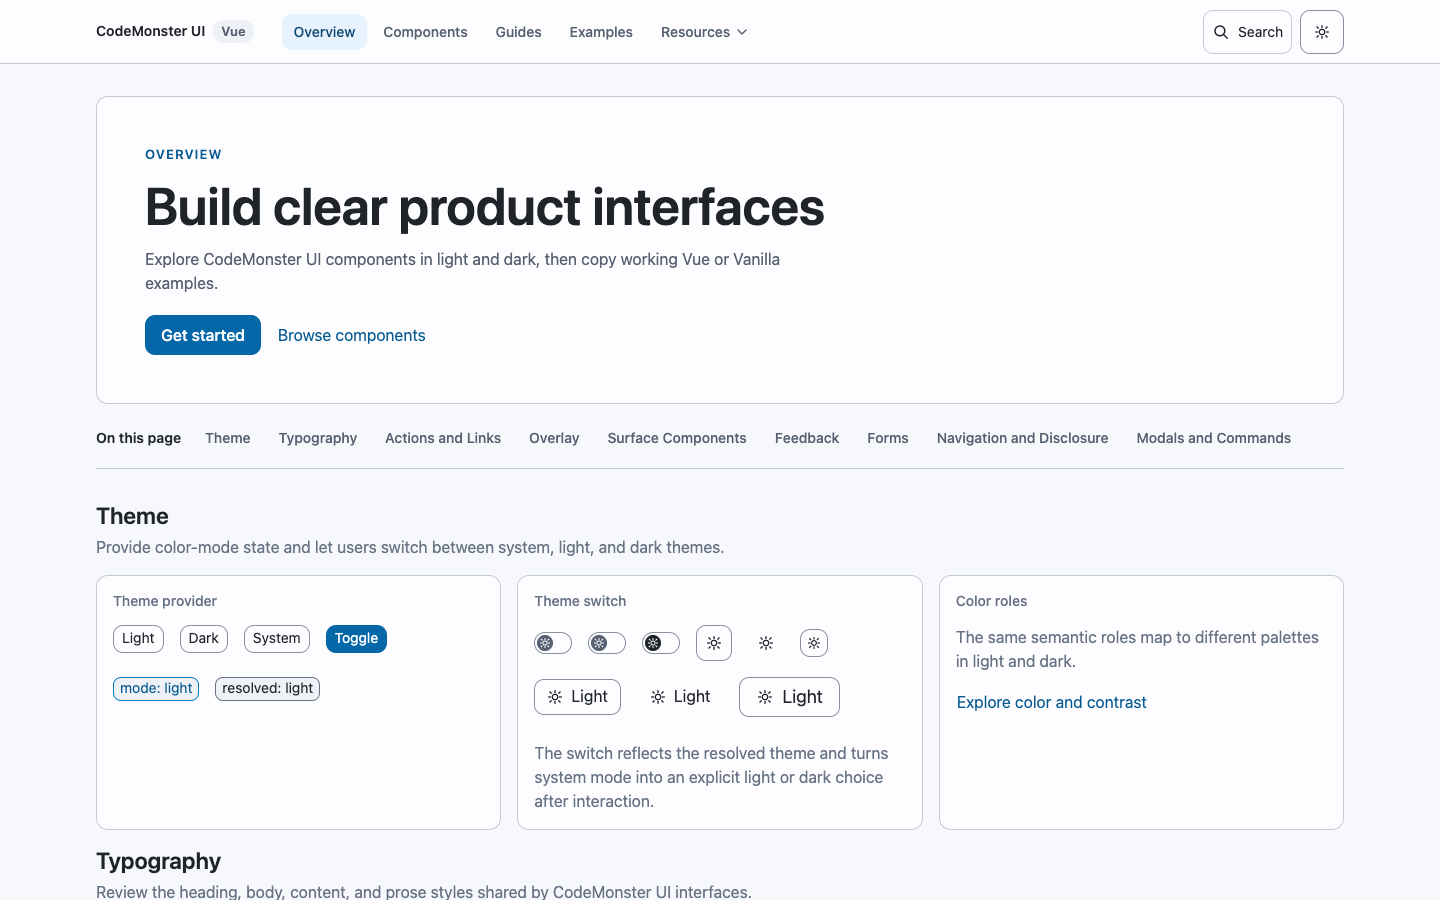 CodeMonster UI Vue Overview Components Guides Examples Resources Search
OVERVIEW
Build clear product interfaces
Explore CodeMonster UI components in light and dark, then copy working Vue or Vanilla
examples.
Get started Browse components
On this page Theme Typography Actions and Links Overlay Surface Components Feedback Forms Navigation and Disclosure Modals and Commands
Theme
Provide color-mode state and let users switch between system, light, and dark themes.
Theme provider
Light Dark System Toggle
mode: light resolved: light
Theme switch
Light Light Light
The switch reflects the resolved theme and turns
system mode into an explicit light or dark choice
after interaction.
Color roles
The same semantic roles map to different palettes
in light and dark.
Explore color and contrast
Typography
Review the heading, body, content, and prose styles shared by CodeMonster UI interfaces.